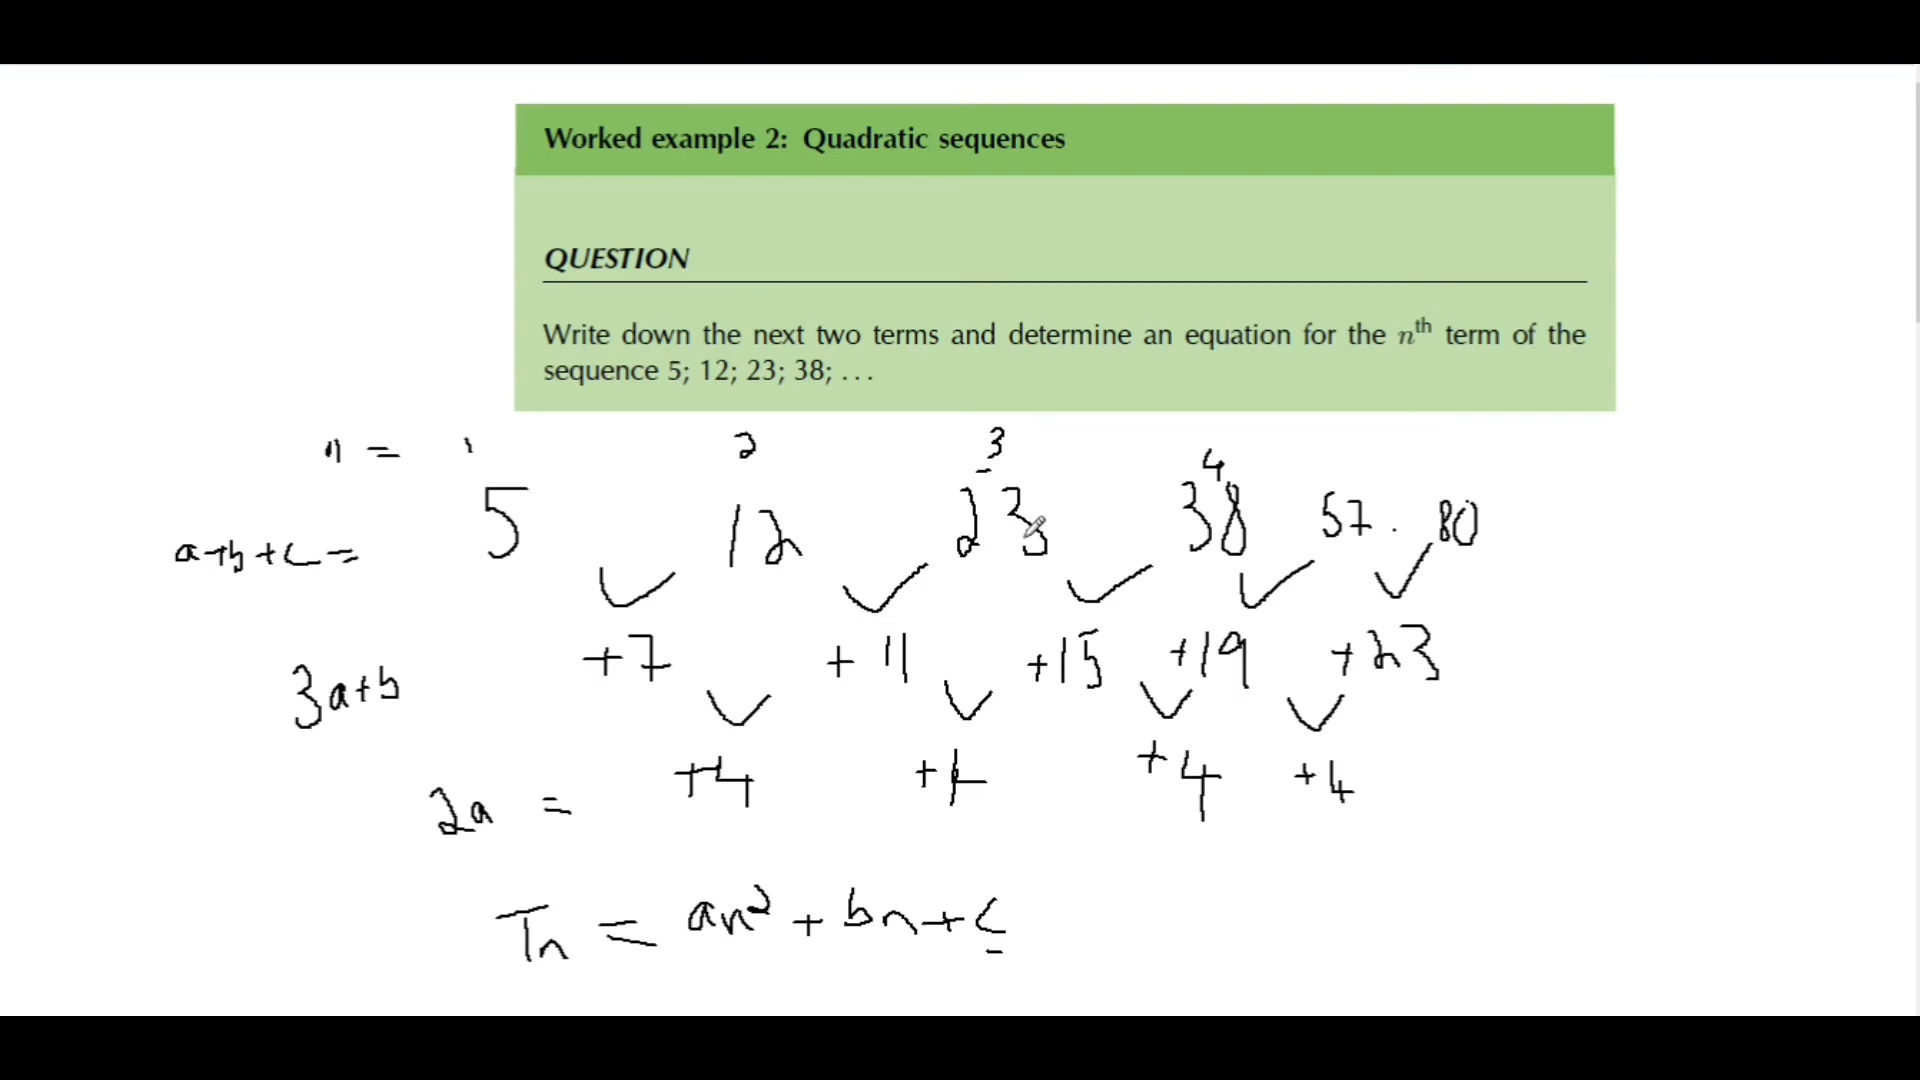 Worked example 2: Quadratic sequences
QUESTION
Write down the next two terms and determine an equation for the nth term of the
sequence 5; 12; 23; 38; ...
n = 1 2 3 4
a+b+c = 5 12 23 38 57 . 80
3a+b +7 +11 +15 +19 +23
2a = +4 +4 +4 +4
Tn = an² + bn + c